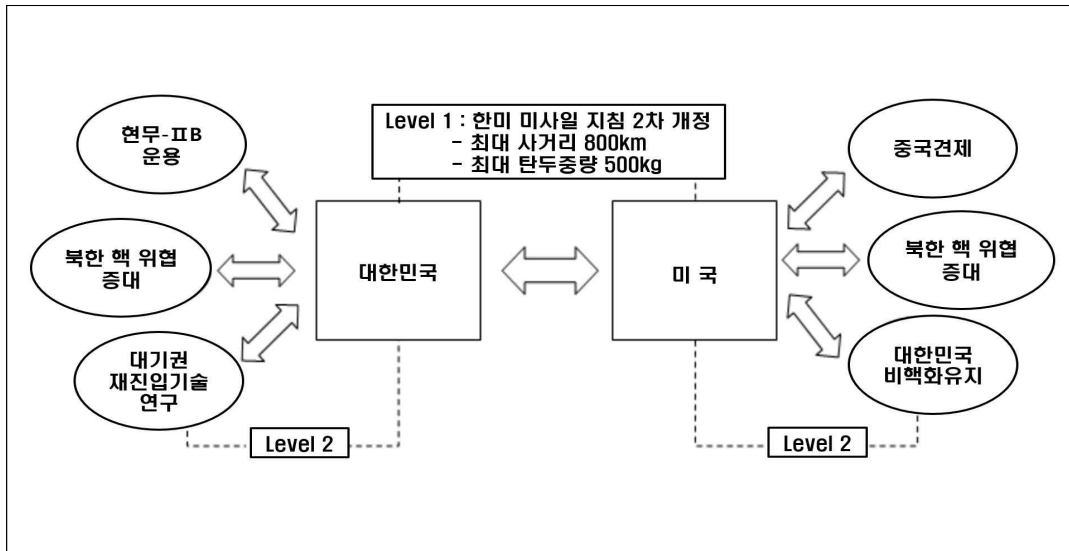 Level 1 : 한미 미사일 지침 2차 개정
- 최대 사거리 800km
- 최대 탄두중량 500kg
현무-ⅡB
운용
북한 핵 위협
증대
대기권
재진입기술
연구
대한민국
미 국
중국견제
북한 핵 위협
증대
대한민국
비핵화유지
Level 2
Level 2